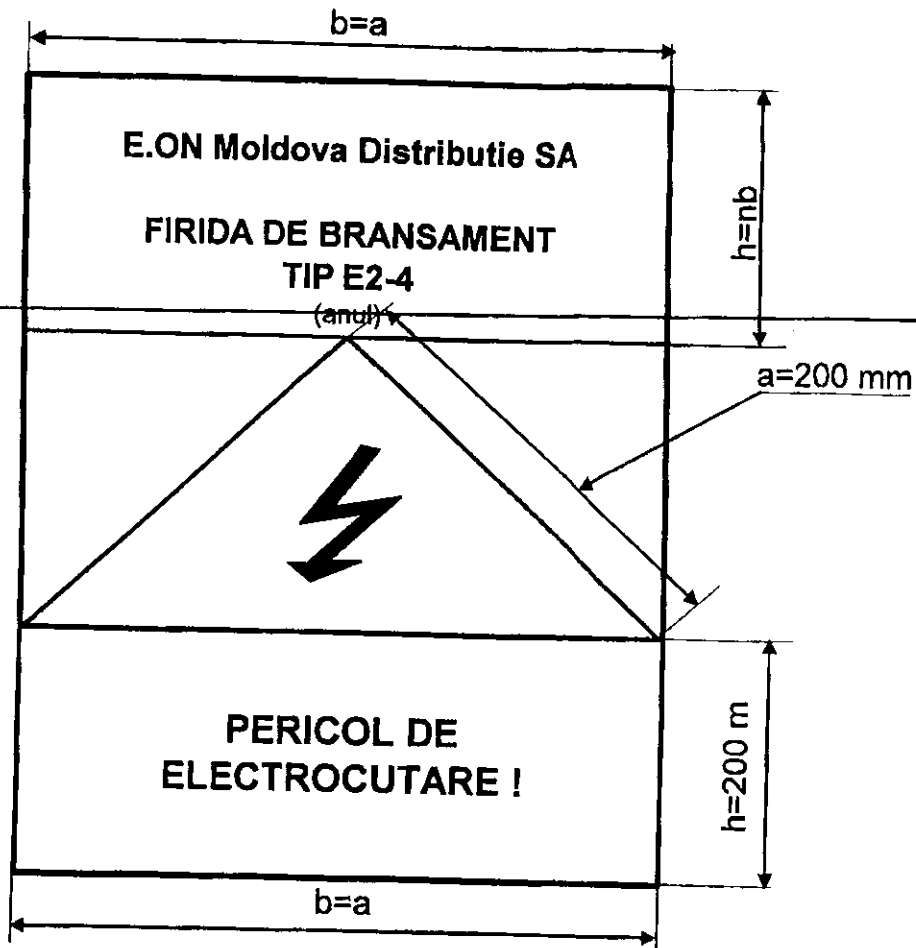 b=a
E.ON Moldova Distributie SA
h=nb
FIRIDA DE BRANSAMENT
TIP E2-4
(anul)
a=200 mm
PERICOL DE
ELECTROCUTARE !
h=200 m
b=a